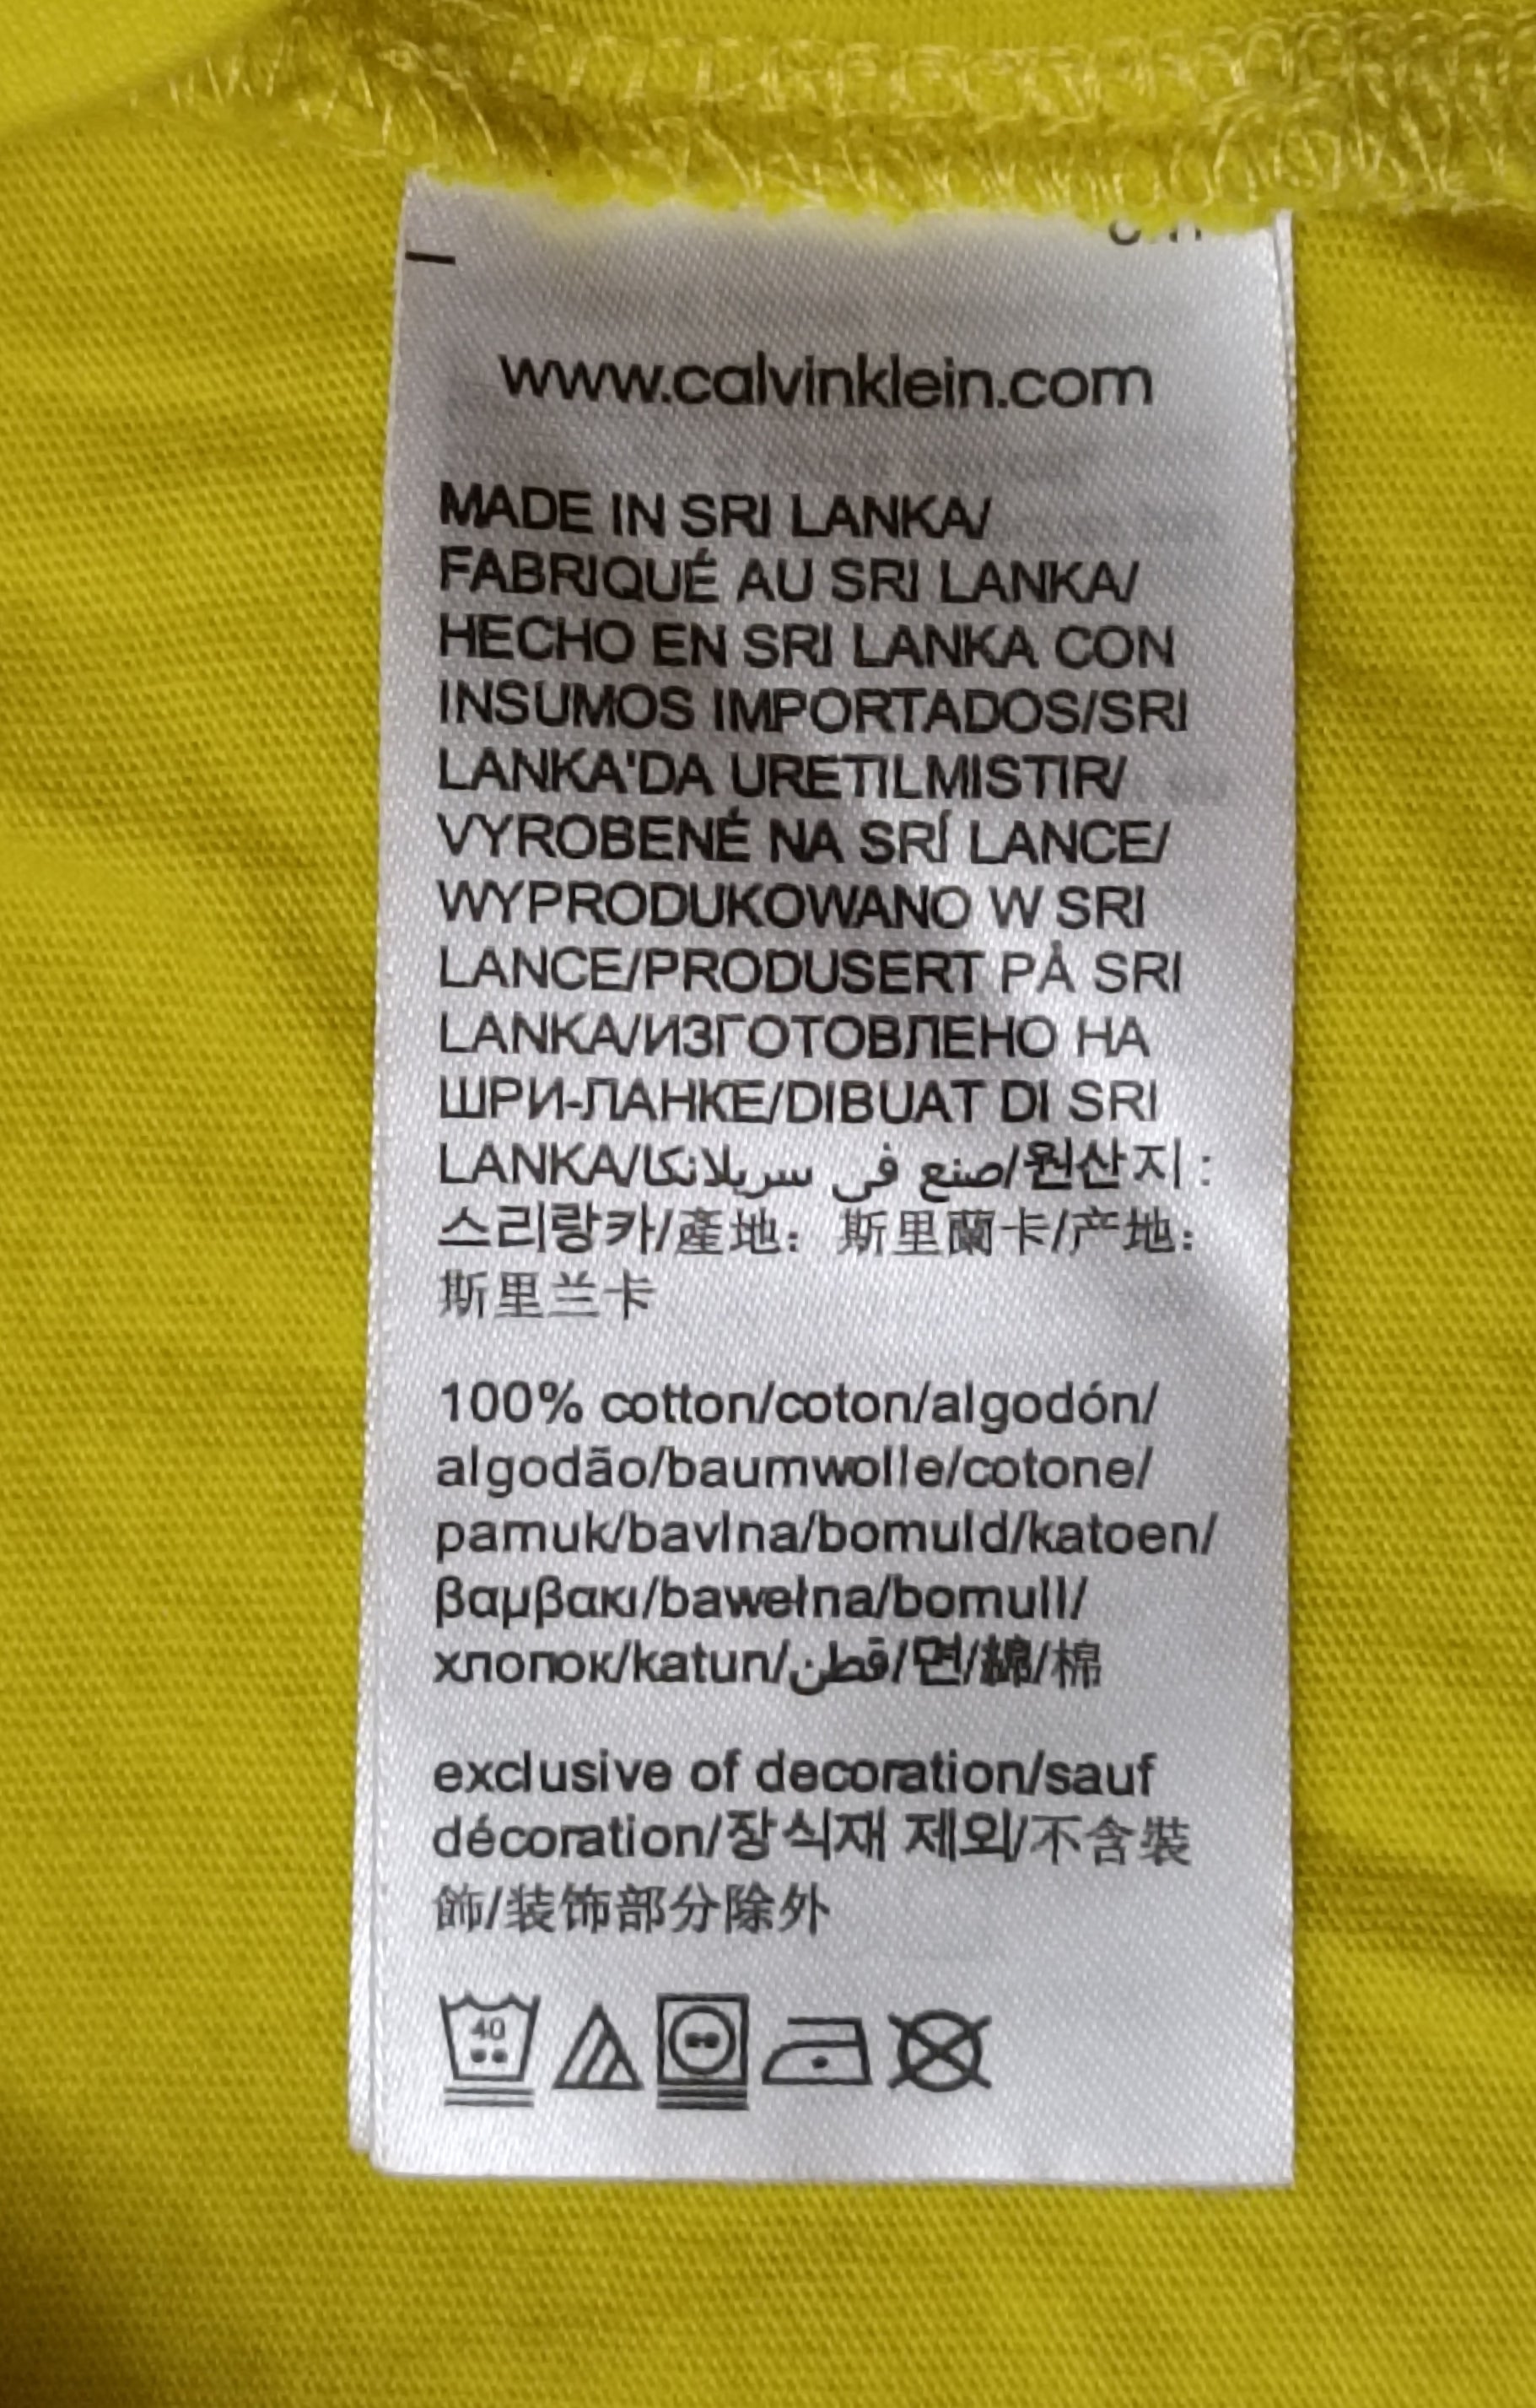 www.calvinklein.com
MADE IN SRI LANKA/
FABRIQUÉ AU SRI LANKA/
HECHO EN SRI LANKA CON
INSUMOS IMPORTADOS/SRI
LANKA'DA URETILMISTIR/
VYROBENÉ NA SRÍ LANCE/
WYPRODUKOWANO W SRI
LANCE/PRODUSERT PÅ SRI
LANKA/ИЗГОТОВЛЕНО НА
ШРИ-ЛАНКЕ/DIBUAT DI SRI
LANKA/صنع في سريلانكا/원산지 :
스리랑카/產地：斯里蘭卡/产地：
斯里兰卡
100% cotton/coton/algodón/
algodão/baumwolle/cotone/
pamuk/bavlna/bomuld/katoen/
βαμβακι/bawełna/bomull/
хлопок/katun/قطن/면/綿/棉
exclusive of decoration/sauf
décoration/장식재 제외/不含裝
飾/装饰部分除外
40